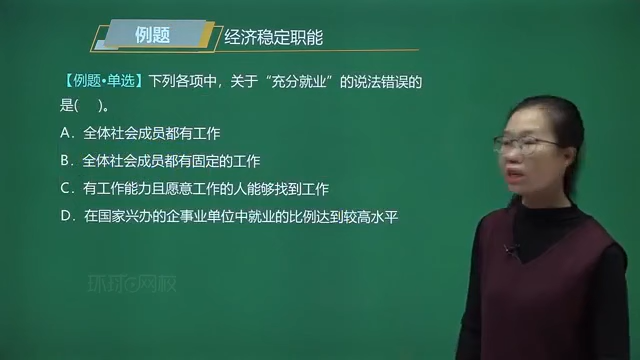 例题
经济稳定职能
【例题•单选】下列各项中，关于“充分就业”的说法错误的
是(     )。
A．全体社会成员都有工作
B．全体社会成员都有固定的工作
C．有工作能力且愿意工作的人能够找到工作
D．在国家兴办的企事业单位中就业的比例达到较高水平
环球网校